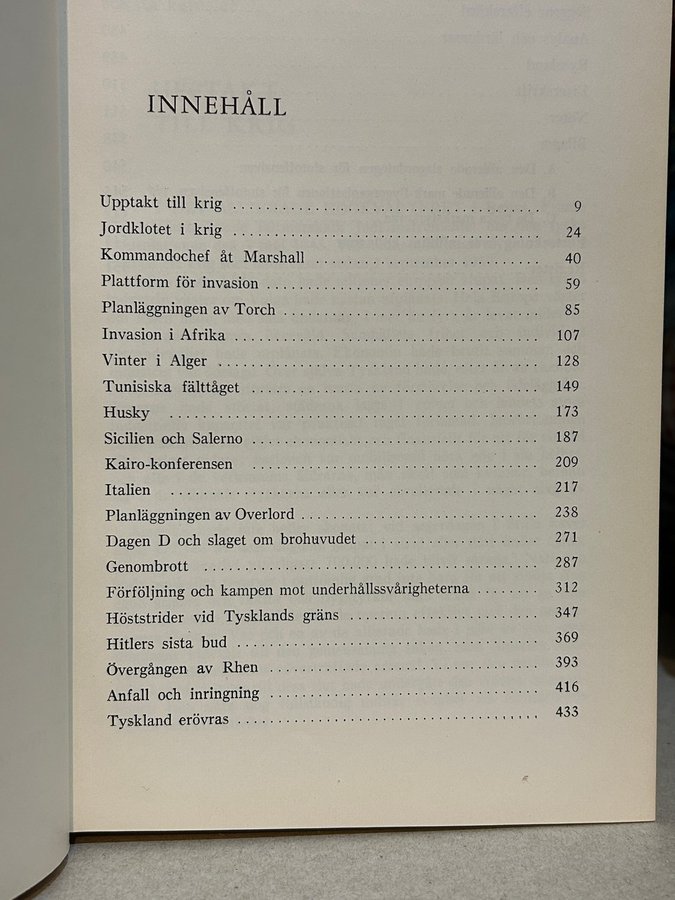 INNEHÅLL
Upptakt till krig ........ 9
Jordklotet i krig ........ 24
Kommandochef åt Marshall ........ 40
Plattform för invasion ........ 59
Planläggningen av Torch ........ 85
Invasion i Afrika ........ 107
Vinter i Alger ........ 128
Tunisiska fälttåget ........ 149
Husky ........ 173
Sicilien och Salerno ........ 187
Kairo-konferensen ........ 209
Italien ........ 217
Planläggningen av Overlord ........ 238
Dagen D och slaget om brohuvudet ........ 271
Genombrott ........ 287
Förföljning och kampen mot underhållssvårigheterna ........ 312
Höststrider vid Tysklands gräns ........ 347
Hitlers sista bud ........ 369
Övergången av Rhen ........ 393
Anfall och inringning ........ 416
Tyskland erövras ........ 433